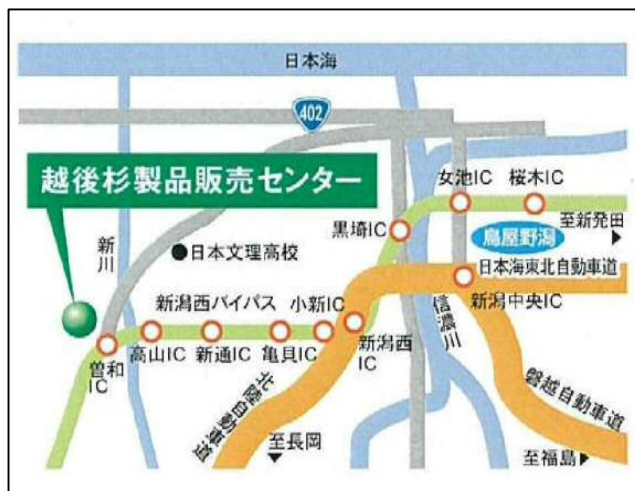 日本海
402
越後杉製品販売センター
女池IC
桜木IC
至新発田
黒埼IC
鳥屋野潟
新川
日本文理高校
日本海東北自動車道
新潟西バイパス
小新IC
新潟中央IC
信濃川
新潟西
IC
曽和
IC
高山IC
新通IC
亀貝IC
北陸自動車道
磐越自動車道
至長岡
至福島